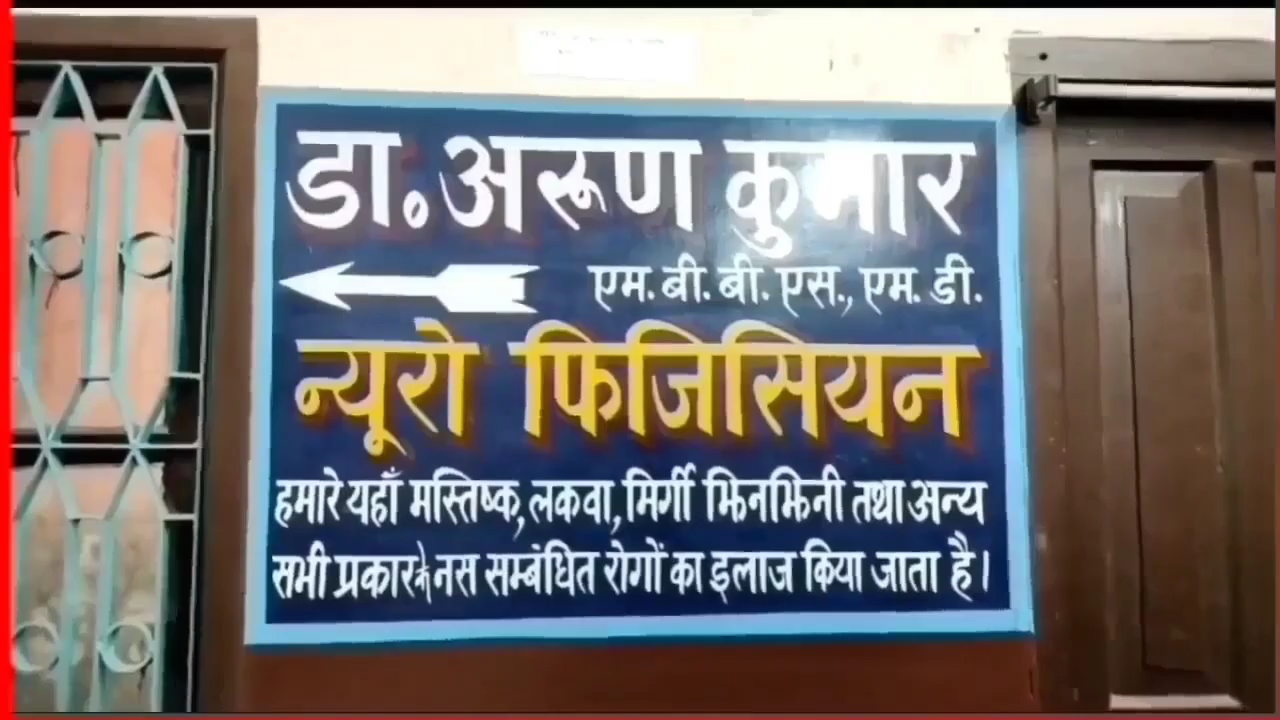 डा. अरूण कुमार
एम. बी. बी. एस., एम. डी.
न्यूरो फिजिसियन
हमारे यहाँ मस्तिष्क, लकवा, मिर्गी झिनझिनी तथा अन्य
सभी प्रकार के नस सम्बंधित रोगों का इलाज किया जाता है।